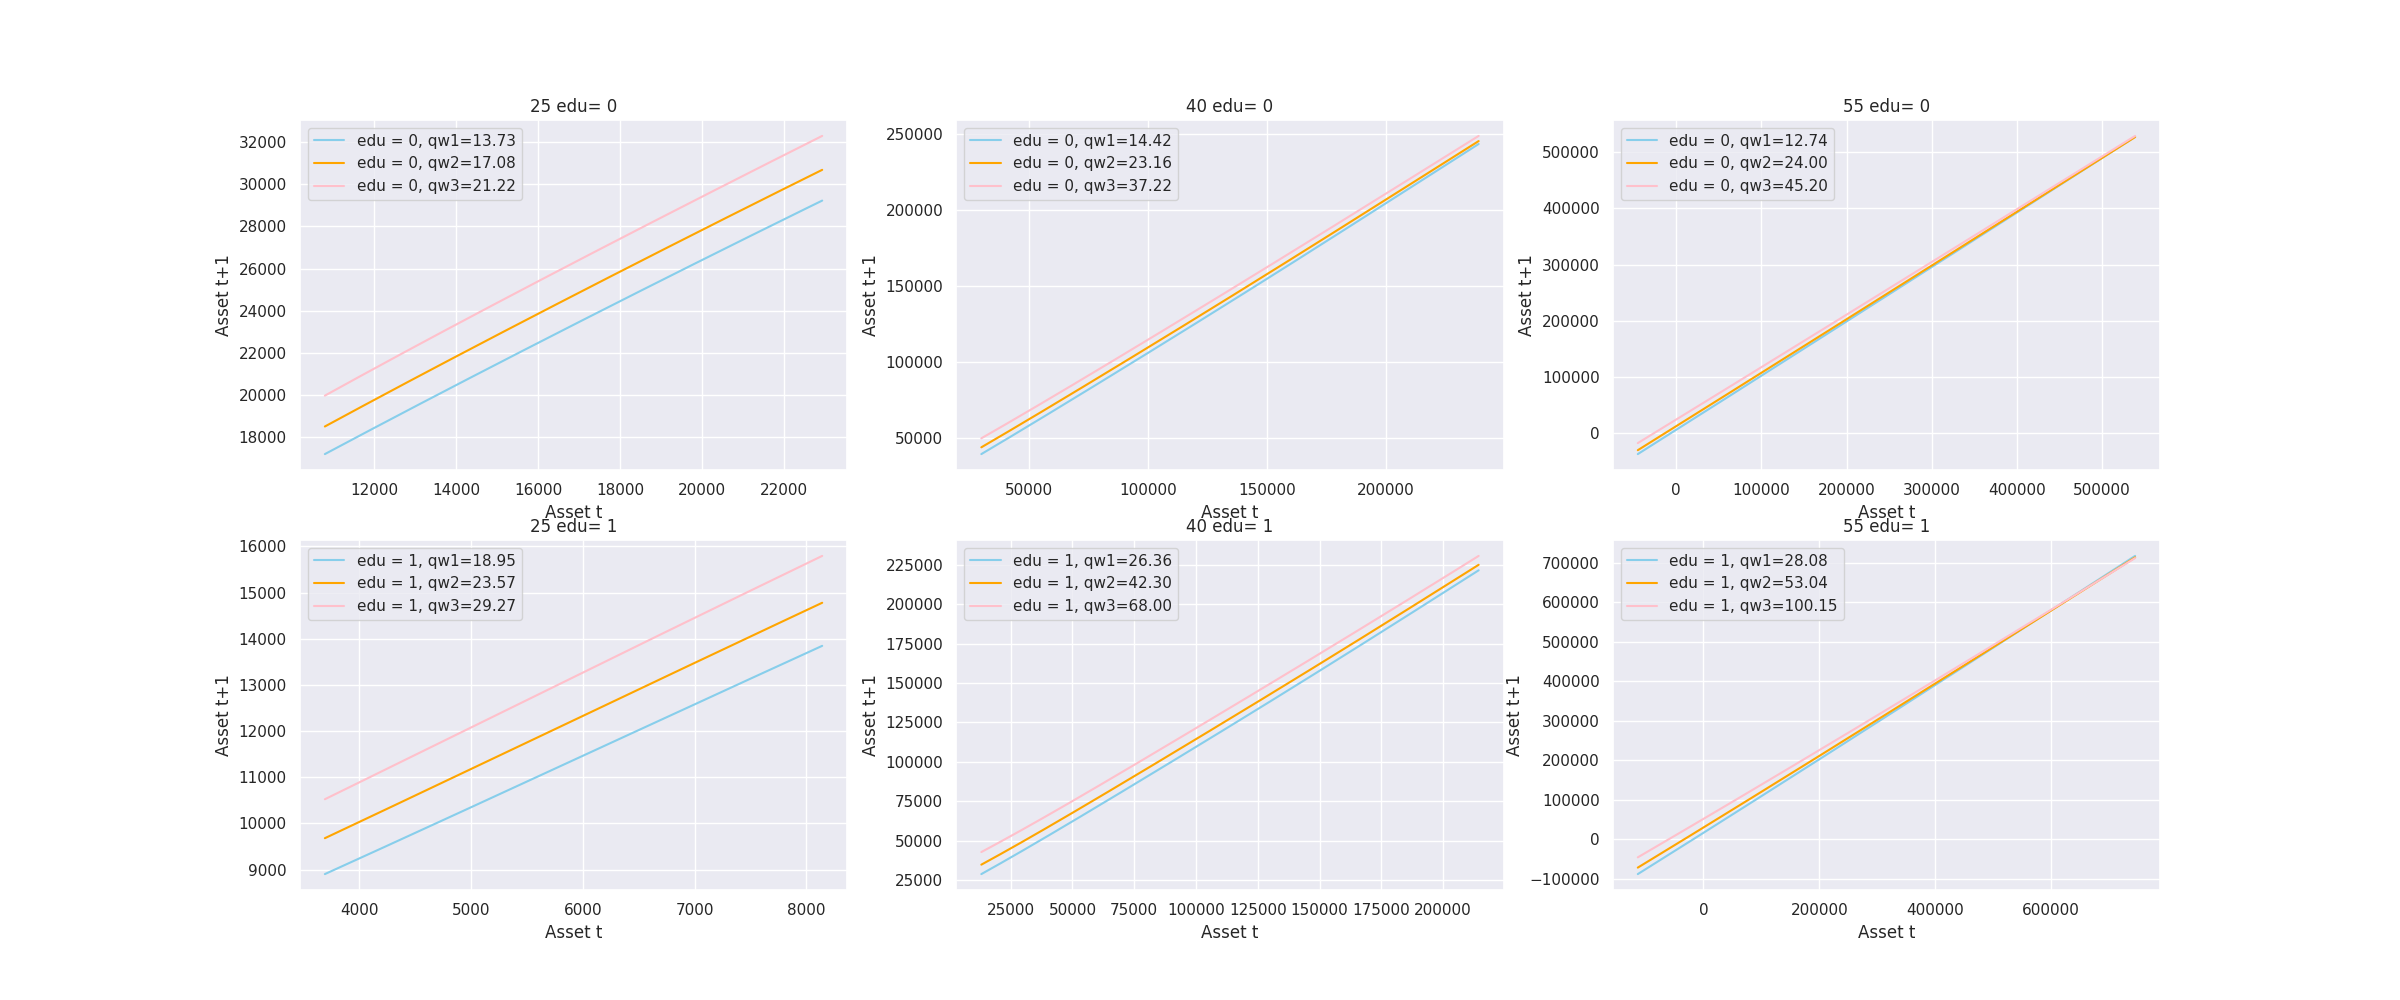 25 edu= 0
edu = 0, qw1=13.73
edu = 0, qw2=17.08
edu = 0, qw3=21.22
32000
30000
28000
26000
24000
22000
20000
18000
Asset t+1
12000 14000 16000 18000 20000 22000
Asset t
40 edu= 0
edu = 0, qw1=14.42
edu = 0, qw2=23.16
edu = 0, qw3=37.22
250000
200000
150000
100000
50000
Asset t+1
50000 100000 150000 200000
Asset t
55 edu= 0
edu = 0, qw1=12.74
edu = 0, qw2=24.00
edu = 0, qw3=45.20
500000
400000
300000
200000
100000
0
Asset t+1
0 100000 200000 300000 400000 500000
Asset t
25 edu= 1
edu = 1, qw1=18.95
edu = 1, qw2=23.57
edu = 1, qw3=29.27
16000
15000
14000
13000
12000
11000
10000
9000
Asset t+1
4000 5000 6000 7000 8000
Asset t
40 edu= 1
edu = 1, qw1=26.36
edu = 1, qw2=42.30
edu = 1, qw3=68.00
225000
200000
175000
150000
125000
100000
75000
50000
25000
Asset t+1
25000 50000 75000 100000 125000 150000 175000 200000
Asset t
55 edu= 1
edu = 1, qw1=28.08
edu = 1, qw2=53.04
edu = 1, qw3=100.15
700000
600000
500000
400000
300000
200000
100000
0
−100000
Asset t+1
0 200000 400000 600000
Asset t